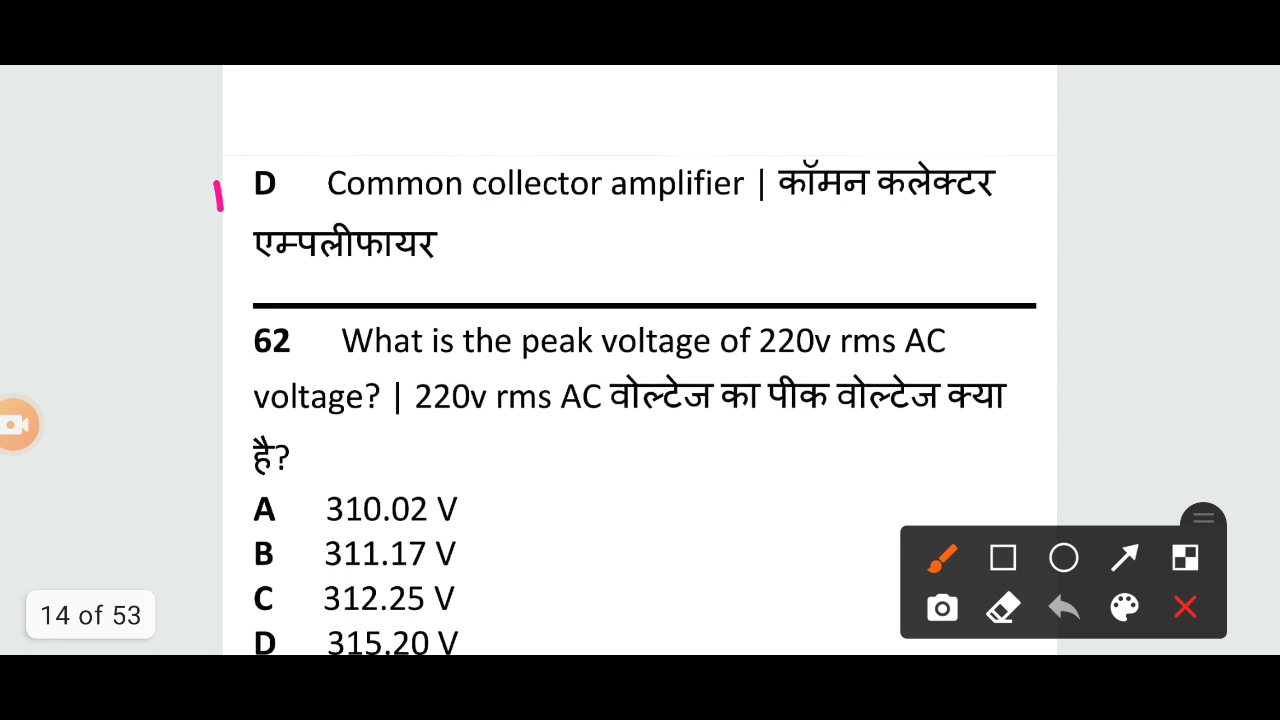 D Common collector amplifier | कॉमन कलेक्टर
एम्पलीफायर
62 What is the peak voltage of 220v rms AC
voltage? | 220v rms AC वोल्टेज का पीक वोल्टेज क्या
है?
A 310.02 V
B 311.17 V
C 312.25 V
D 315.20 V
14 of 53